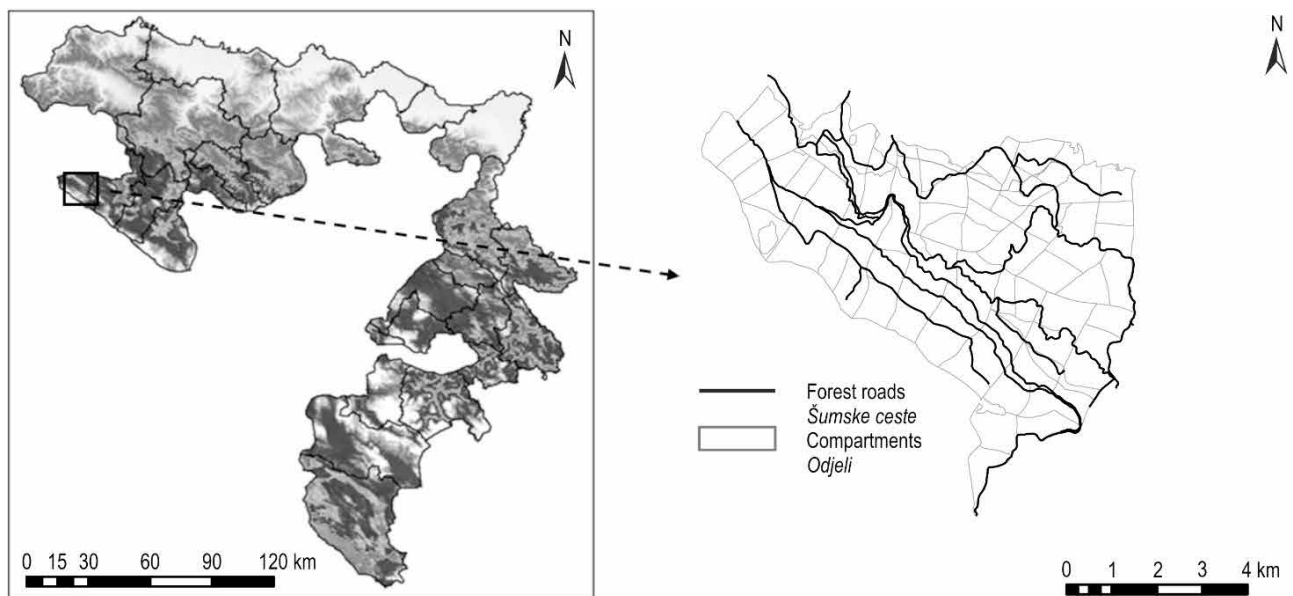 N
0 15 30 60 90 120 km
N
Forest roads
Šumske ceste
Compartments
Odjeli
0 1 2 3 4 km